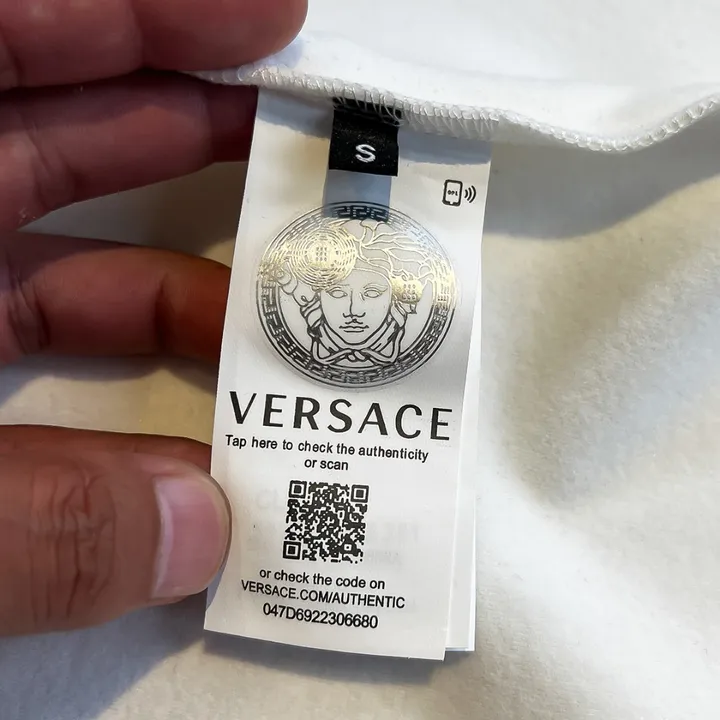 S
VERSACE
Tap here to check the authenticity
or scan
or check the code on
VERSACE.COM/AUTHENTIC
047D6922306680